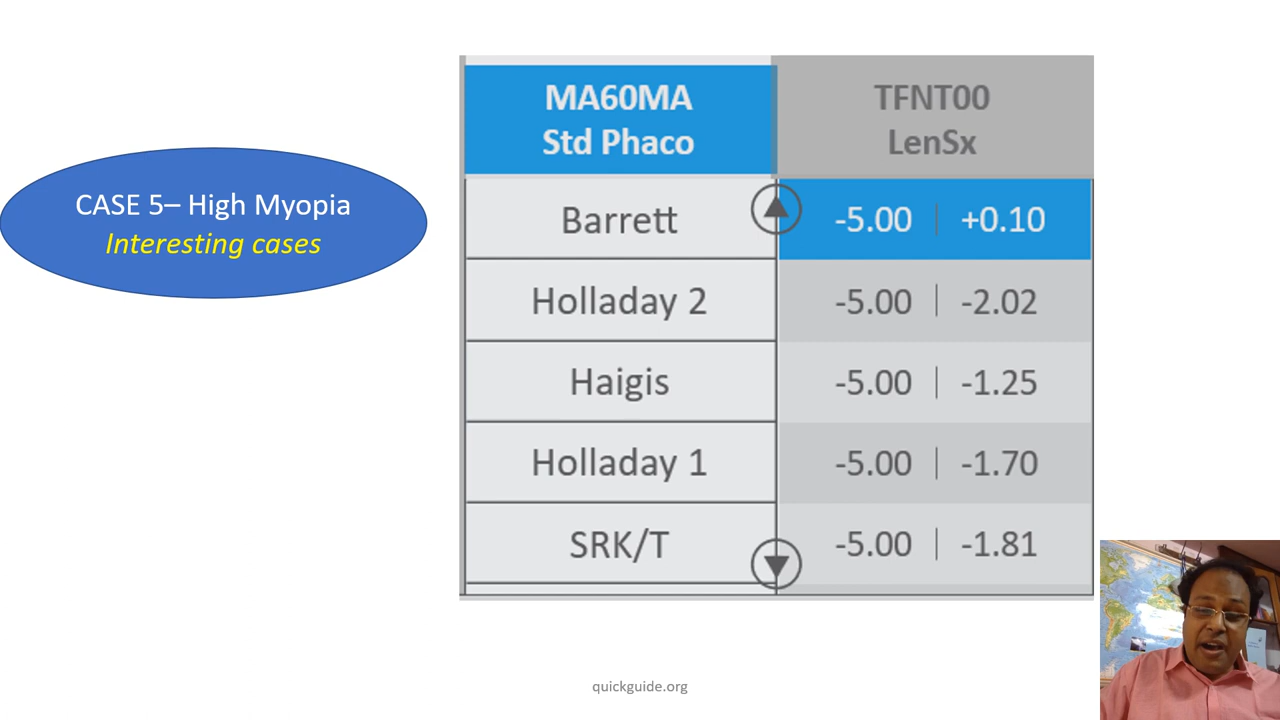 CASE 5– High Myopia
Interesting cases
MA60MA
Std Phaco
TFNT00
LenSx
Barrett
-5.00 | +0.10
Holladay 2
-5.00 | -2.02
Haigis
-5.00 | -1.25
Holladay 1
-5.00 | -1.70
SRK/T
-5.00 | -1.81
quickguide.org